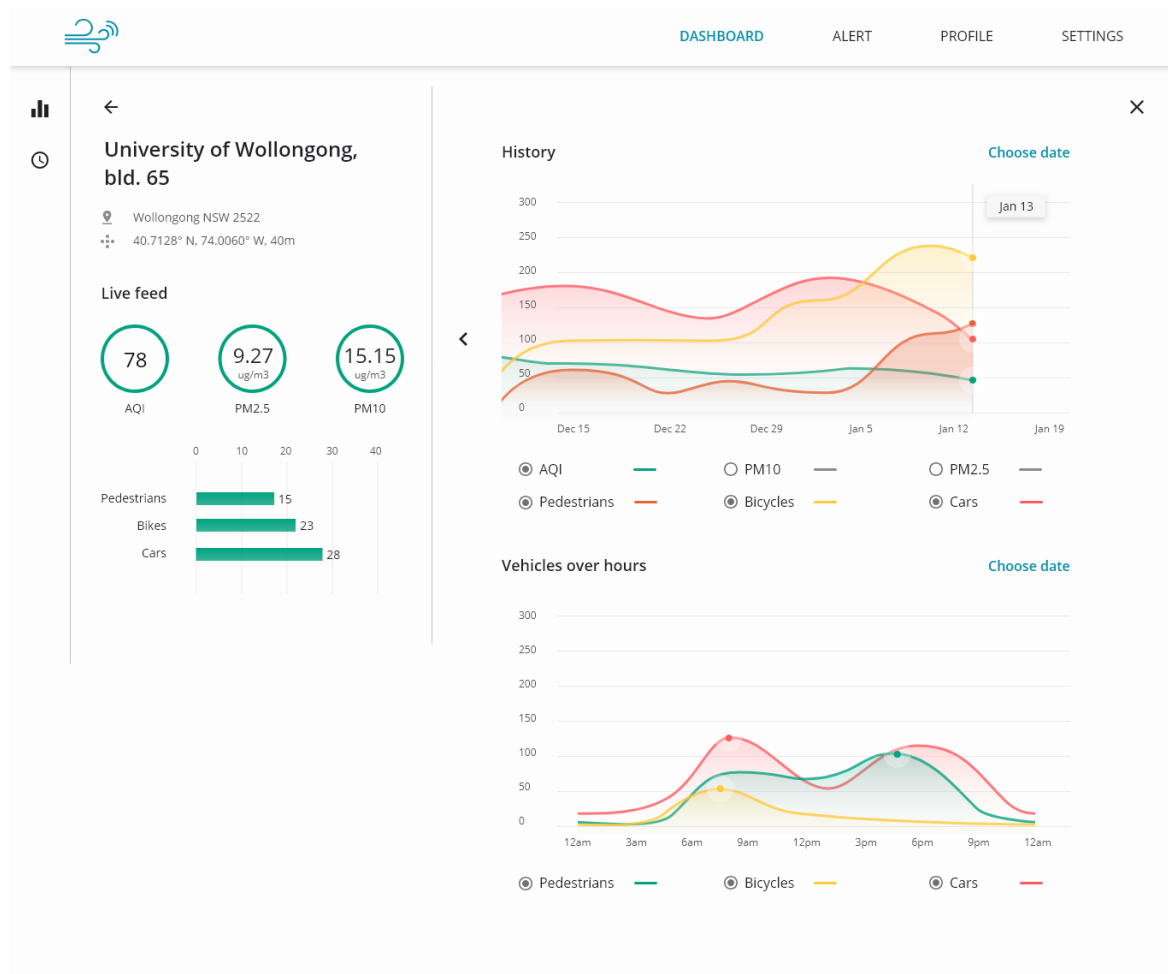 DASHBOARD ALERT PROFILE SETTINGS
University of Wollongong,
bld. 65
Wollongong NSW 2522
40.7128° N, 74.0060° W, 40m
Live feed
78
AQI
9.27
ug/m3
PM2.5
15.15
ug/m3
PM10
0 10 20 30 40
Pedestrians 15
Bikes 23
Cars 28
History Choose date
Jan 13
300
250
200
150
100
50
0
Dec 15 Dec 22 Dec 29 Jan 5 Jan 12 Jan 19
AQI PM10 PM2.5
Pedestrians Bicycles Cars
Vehicles over hours Choose date
300
250
200
150
100
50
0
12am 3am 6am 9am 12pm 3pm 6pm 9pm 12am
Pedestrians Bicycles Cars